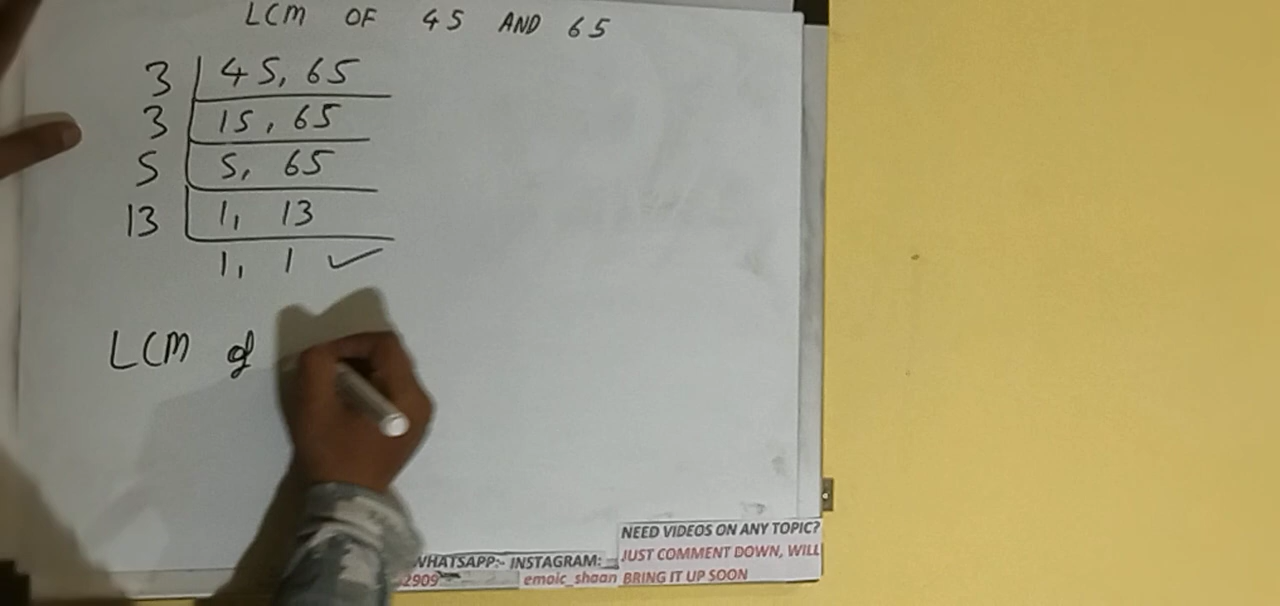 LCM OF 45 AND 65
3 | 45, 65
3 | 15, 65
5 | 5, 65
13 | 1, 13
1, 1 ✓
LCM of
NEED VIDEOS ON ANY TOPIC?
WHATSAPP:- INSTAGRAM: JUST COMMENT DOWN, WILL
2909 emoic_shaan BRING IT UP SOON